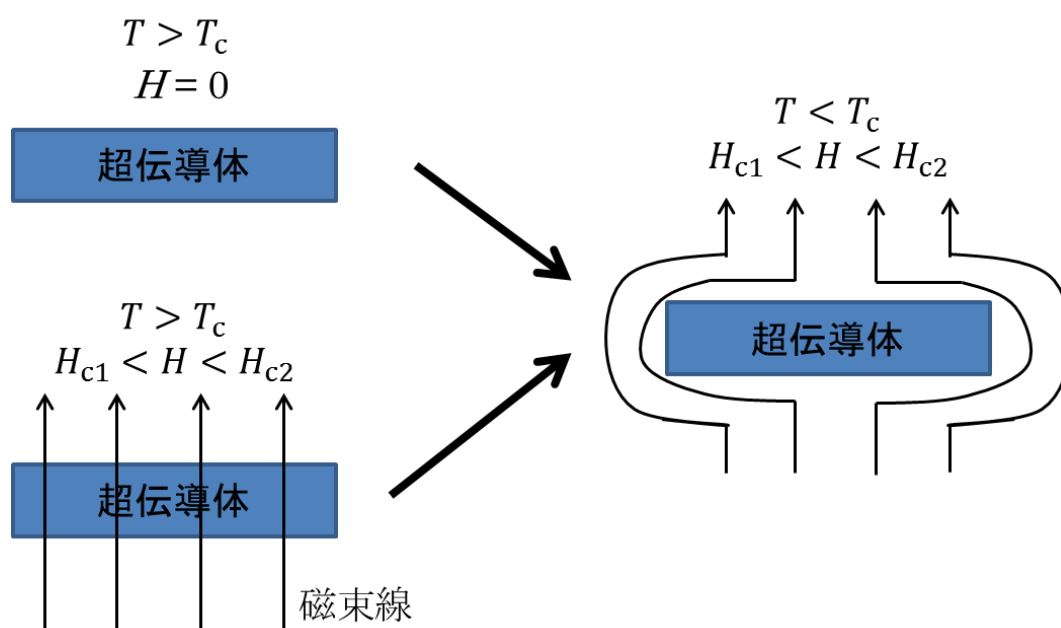 T > Tc
H = 0
超伝導体
T > Tc
Hc1 < H < Hc2
超伝導体
磁束線
T < Tc
Hc1 < H < Hc2
超伝導体